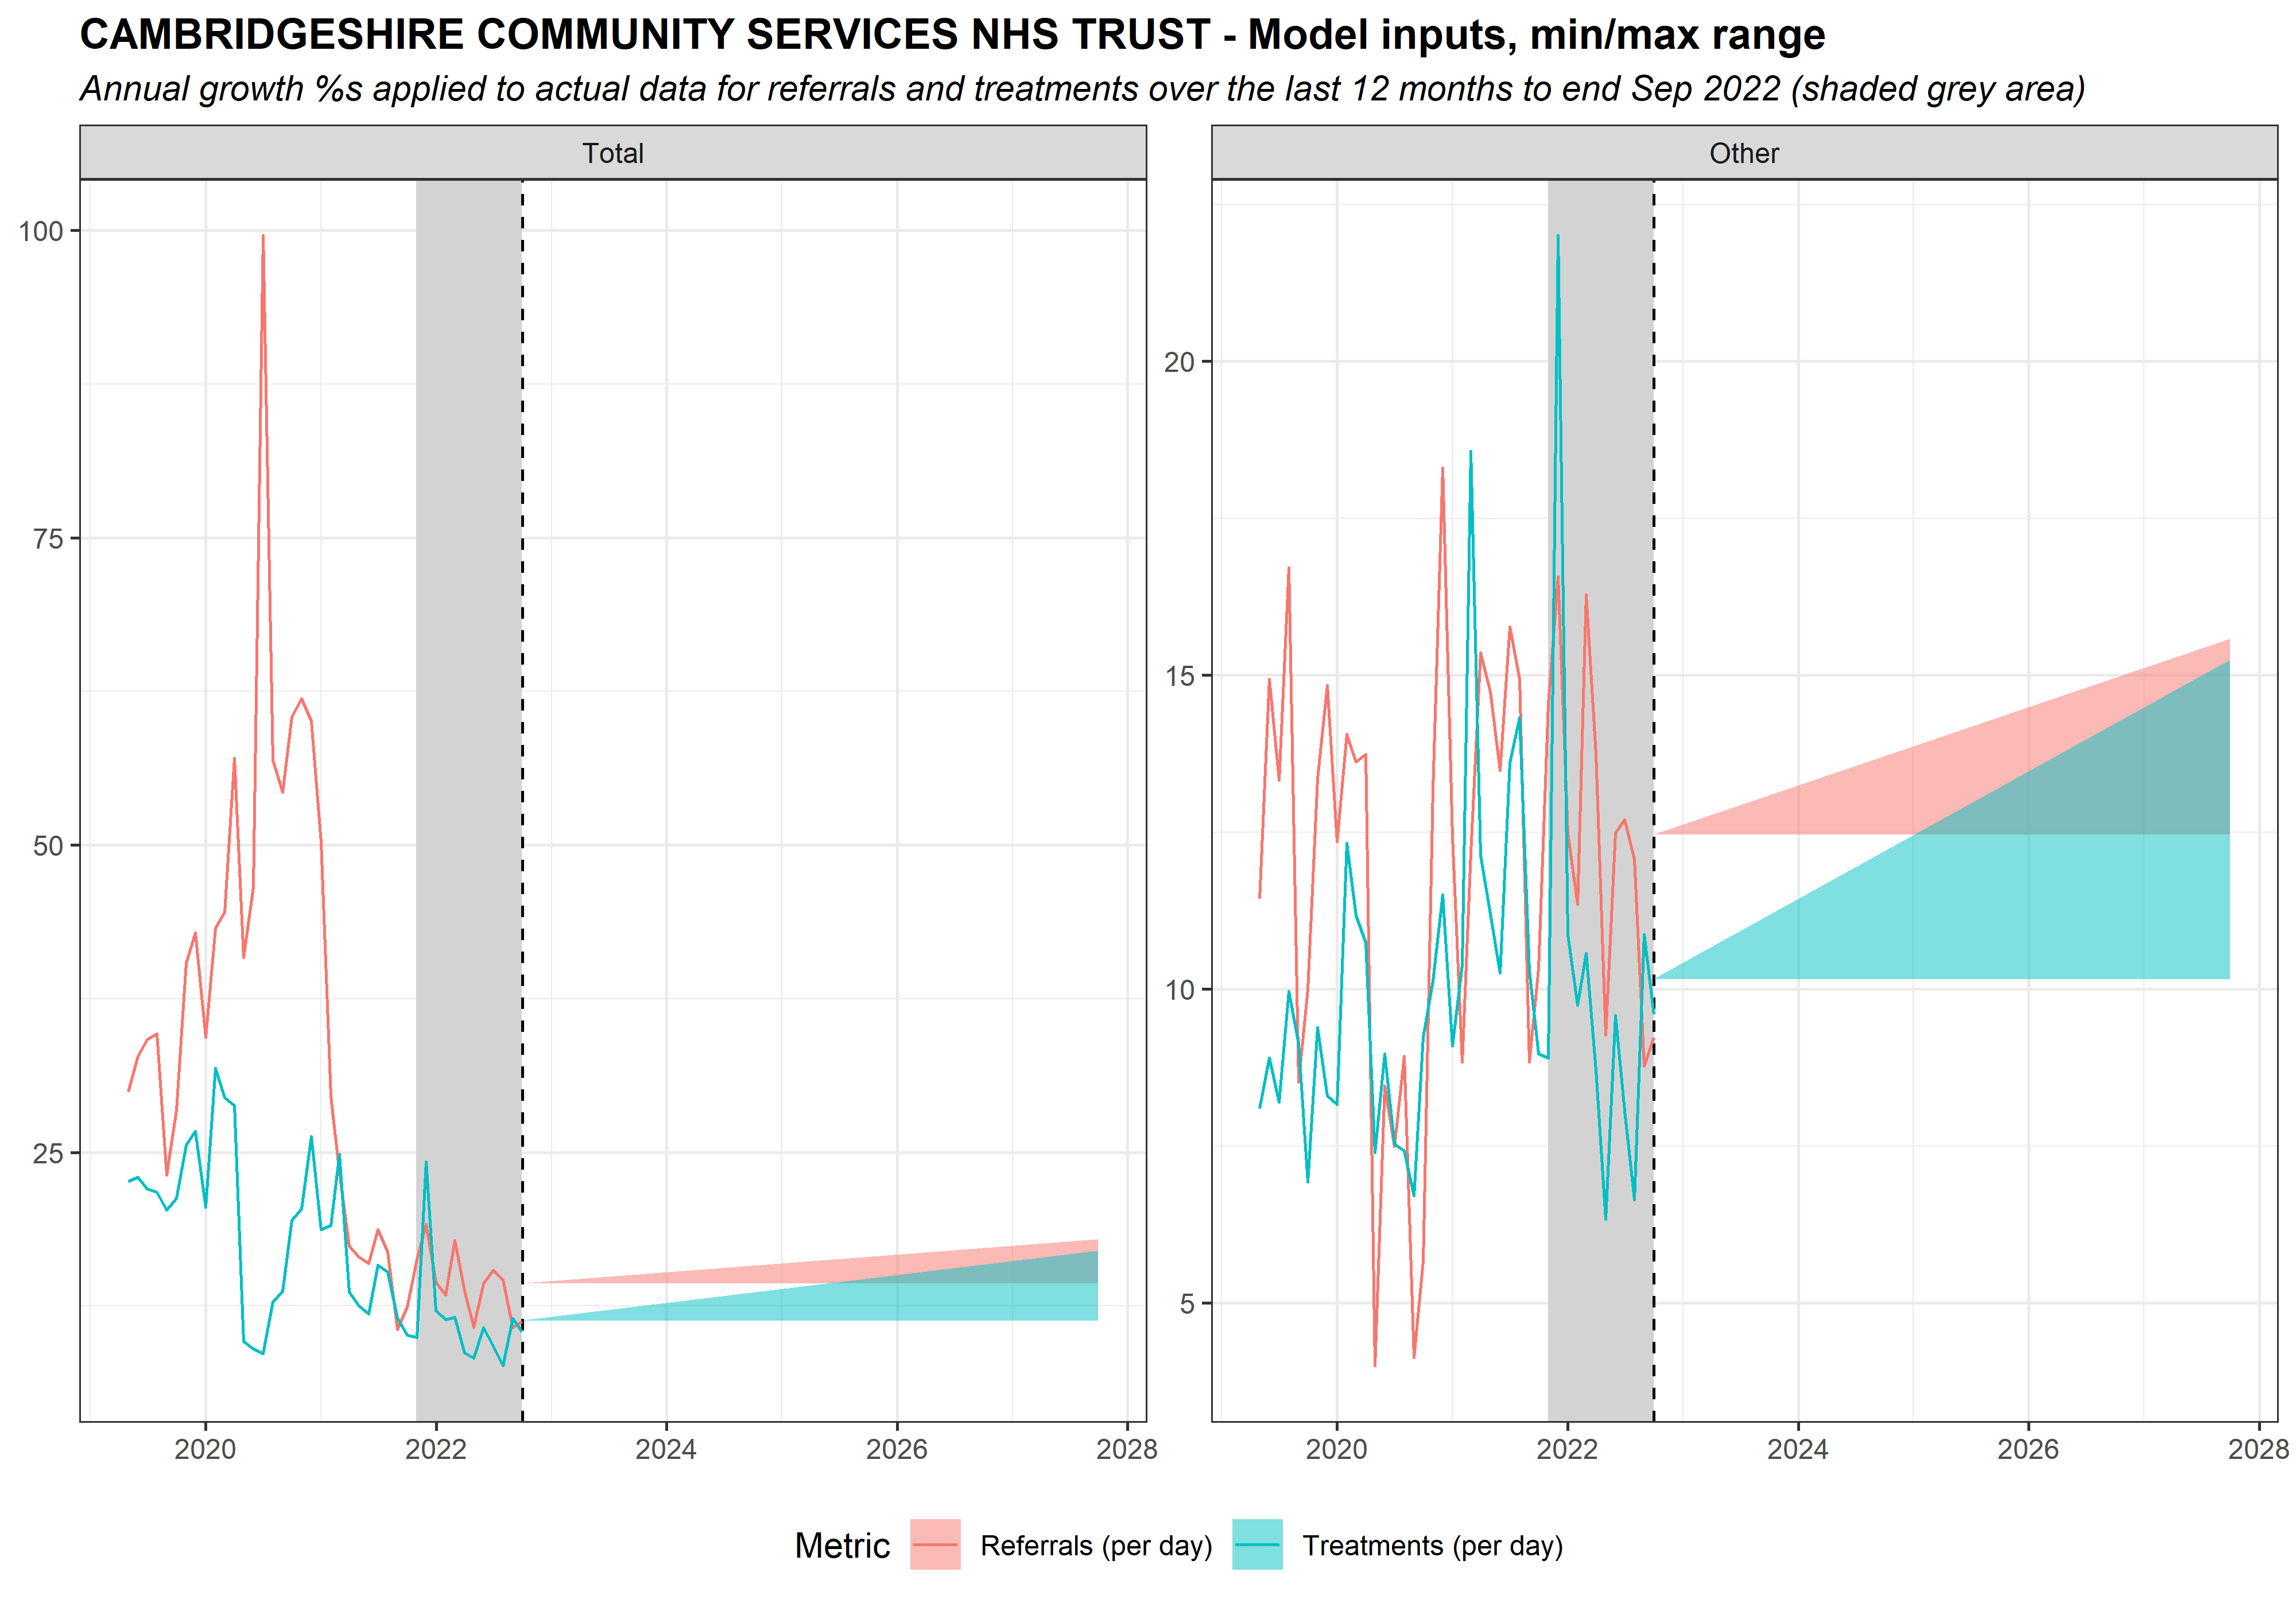 CAMBRIDGESHIRE COMMUNITY SERVICES NHS TRUST - Model inputs, min/max range
Annual growth %s applied to actual data for referrals and treatments over the last 12 months to end Sep 2022 (shaded grey area)
Total
100
75
50
25
2020 2022 2024 2026 2028
Other
20
15
10
5
2020 2022 2024 2026 2028
Metric Referrals (per day) Treatments (per day)